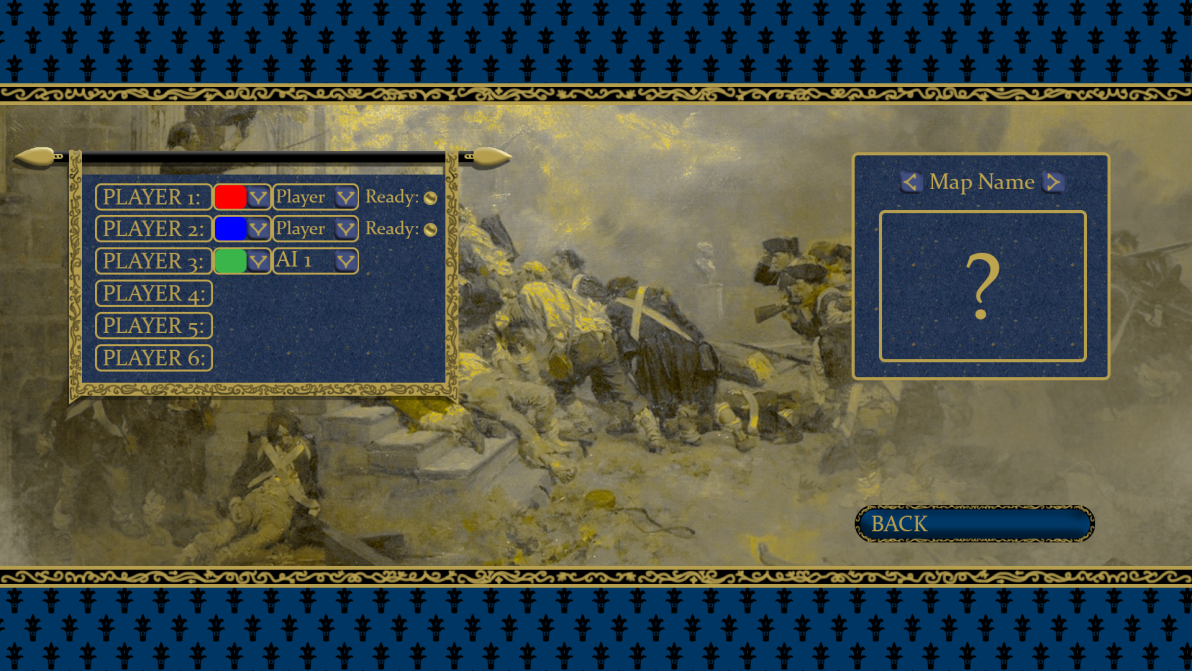 PLAYER 1: Player Ready:
PLAYER 2: Player Ready:
PLAYER 3: AI 1
PLAYER 4:
PLAYER 5:
PLAYER 6:
< Map Name >
?
BACK